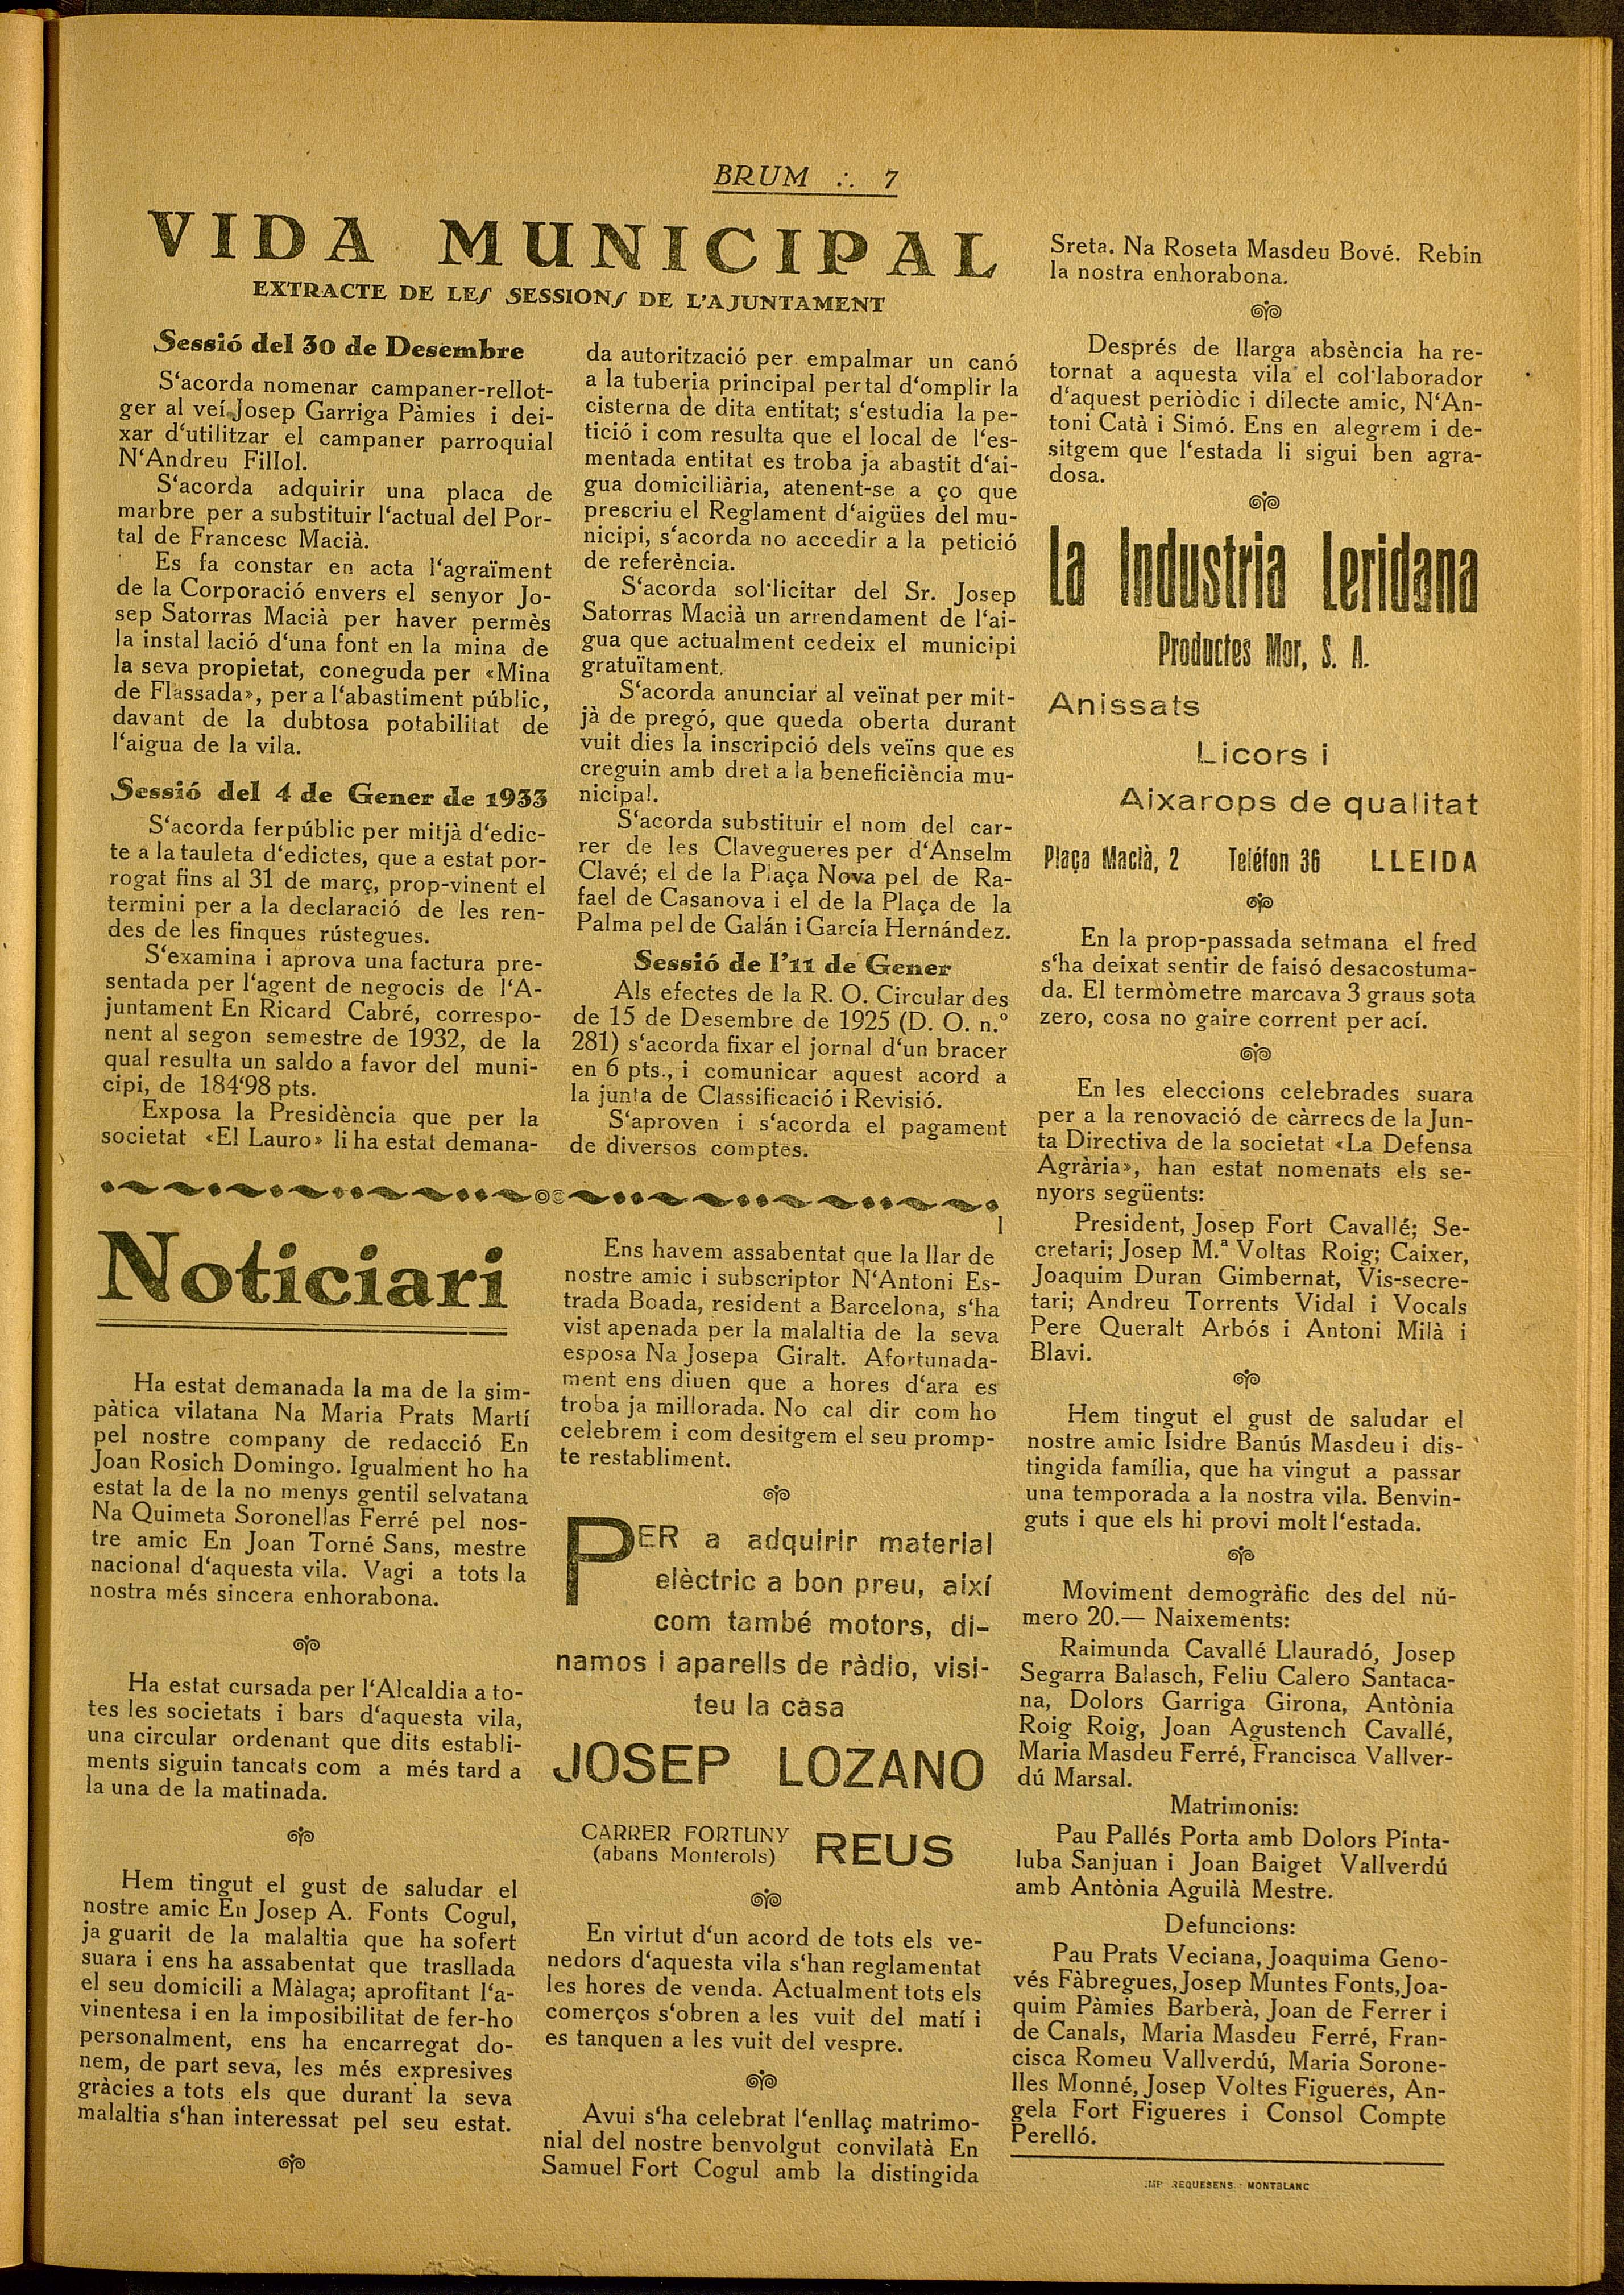 BRUM ∴ 7
VIDA MUNICIPAL
EXTRACTE DE LES SESSIONS DE L'AJUNTAMENT
Sessió del 30 de Desembre
S'acorda nomenar campaner-rellot-
ger al veí Josep Garriga Pàmies i dei-
xar d'utilitzar el campaner parroquial
N'Andreu Fillol.
S'acorda adquirir una placa de
marbre per a substituir l'actual del Por-
tal de Francesc Macià.
Es fa constar en acta l'agraïment
de la Corporació envers el senyor Jo-
sep Satorras Macià per haver permès
la instal lació d'una font en la mina de
la seva propietat, coneguda per «Mina
de Flassada», per a l'abastiment públic,
davant de la dubtosa potabilitat de
l'aigua de la vila.
Sessió del 4 de Gener de 1933
S'acorda fer públic per mitjà d'edic-
te a la tauleta d'edictes, que a estat por-
rogat fins al 31 de març, prop-vinent el
termini per a la declaració de les ren-
des de les finques rústegues.
S'examina i aprova una factura pre-
sentada per l'agent de negocis de l'A-
juntament En Ricard Cabré, correspo-
nent al segon semestre de 1932, de la
qual resulta un saldo a favor del muni-
cipi, de 184'98 pts.
Exposa la Presidència que per la
societat «El Lauro» li ha estat demana-
da autorització per empalmar un canó
a la tuberia principal per tal d'omplir la
cisterna de dita entitat; s'estudia la pe-
tició i com resulta que el local de l'es-
mentada entitat es troba ja abastit d'ai-
gua domiciliària, atenent-se a ço que
prescriu el Reglament d'aigües del mu-
nicipi, s'acorda no accedir a la petició
de referència.
S'acorda sol·licitar del Sr. Josep
Satorras Macià un arrendament de l'ai-
gua que actualment cedeix el municipi
gratuïtament.
S'acorda anunciar al veïnat per mit-
jà de pregó, que queda oberta durant
vuit dies la inscripció dels veïns que es
creguin amb dret a la beneficiència mu-
nicipal.
S'acorda substituir el nom del car-
rer de les Clavegueres per d'Anselm
Clavé; el de la Plaça Nova pel de Ra-
fael de Casanova i el de la Plaça de la
Palma pel de Galán i García Hernández.
Sessió de l'11 de Gener
Als efectes de la R. O. Circular des
de 15 de Desembre de 1925 (D. O. n.º
281) s'acorda fixar el jornal d'un bracer
en 6 pts., i comunicar aquest acord a
la junta de Classificació i Revisió.
S'aproven i s'acorda el pagament
de diversos comptes.
Noticiari
Ha estat demanada la ma de la sim-
pàtica vilatana Na Maria Prats Martí
pel nostre company de redacció En
Joan Rosich Domingo. Igualment ho ha
estat la de la no menys gentil selvatana
Na Quimeta Soronellas Ferré pel nos-
tre amic En Joan Torné Sans, mestre
nacional d'aquesta vila. Vagi a tots la
nostra més sincera enhorabona.
Ha estat cursada per l'Alcaldia a to-
tes les societats i bars d'aquesta vila,
una circular ordenant que dits establi-
ments siguin tancats com a més tard a
la una de la matinada.
Hem tingut el gust de saludar el
nostre amic En Josep A. Fonts Cogul,
ja guarit de la malaltia que ha sofert
suara i ens ha assabentat que trasllada
el seu domicili a Màlaga; aprofitant l'a-
vinentesa i en la imposibilitat de fer-ho
personalment, ens ha encarregat do-
nem, de part seva, les més expresives
gràcies a tots els que durant la seva
malaltia s'han interessat pel seu estat.
Ens havem assabentat que la llar de
nostre amic i subscriptor N'Antoni Es-
trada Boada, resident a Barcelona, s'ha
vist apenada per la malaltia de la seva
esposa Na Josepa Giralt. Afortunada-
ment ens diuen que a hores d'ara es
troba ja millorada. No cal dir com ho
celebrem i com desitgem el seu promp-
te restabliment.
PER a adquirir material
elèctric a bon preu, així
com també motors, di-
namos i aparells de ràdio, visi-
teu la casa
JOSEP LOZANO
CARRER FORTUNY
(abans Monterols)
REUS
En virtut d'un acord de tots els ve-
nedors d'aquesta vila s'han reglamentat
les hores de venda. Actualment tots els
comerços s'obren a les vuit del matí i
es tanquen a les vuit del vespre.
Avui s'ha celebrat l'enllaç matrimo-
nial del nostre benvolgut convilatà En
Samuel Fort Cogul amb la distingida
Sreta. Na Roseta Masdeu Bové. Rebin
la nostra enhorabona.
Després de llarga absència ha re-
tornat a aquesta vila el col·laborador
d'aquest periòdic i dilecte amic, N'An-
toni Catà i Simó. Ens en alegrem i de-
sitgem que l'estada li sigui ben agra-
dosa.
La Industria Leridana
Productes Mor, S. A.
Anissats
Licors i
Aixarops de qualitat
Plaça Macià, 2 Telèfon 36 LLEIDA
En la prop-passada setmana el fred
s'ha deixat sentir de faisó desacostuma-
da. El termòmetre marcava 3 graus sota
zero, cosa no gaire corrent per ací.
En les eleccions celebrades suara
per a la renovació de càrrecs de la Jun-
ta Directiva de la societat «La Defensa
Agrària», han estat nomenats els se-
nyors següents:
President, Josep Fort Cavallé; Se-
cretari; Josep M.ª Voltas Roig; Caixer,
Joaquim Duran Gimbernat, Vis-secre-
tari; Andreu Torrents Vidal i Vocals
Pere Queralt Arbós i Antoni Milà i
Blavi.
Hem tingut el gust de saludar el
nostre amic Isidre Banús Masdeu i dis-
tingida família, que ha vingut a passar
una temporada a la nostra vila. Benvin-
guts i que els hi provi molt l'estada.
Moviment demogràfic des del nú-
mero 20.— Naixements:
Raimunda Cavallé Llauradó, Josep
Segarra Balasch, Feliu Calero Santaca-
na, Dolors Garriga Girona, Antònia
Roig Roig, Joan Agustench Cavallé,
Maria Masdeu Ferré, Francisca Vallver-
dú Marsal.
Matrimonis:
Pau Pallés Porta amb Dolors Pinta-
luba Sanjuan i Joan Baiget Vallverdú
amb Antònia Aguilà Mestre.
Defuncions:
Pau Prats Veciana, Joaquima Geno-
vés Fàbregues, Josep Muntes Fonts, Joa-
quim Pàmies Barberà, Joan de Ferrer i
de Canals, Maria Masdeu Ferré, Fran-
cisca Romeu Vallverdú, Maria Sorone-
lles Monné, Josep Voltes Figueres, An-
gela Fort Figueres i Consol Compte
Perelló.
IMP REQUESENS - MONTBLANC